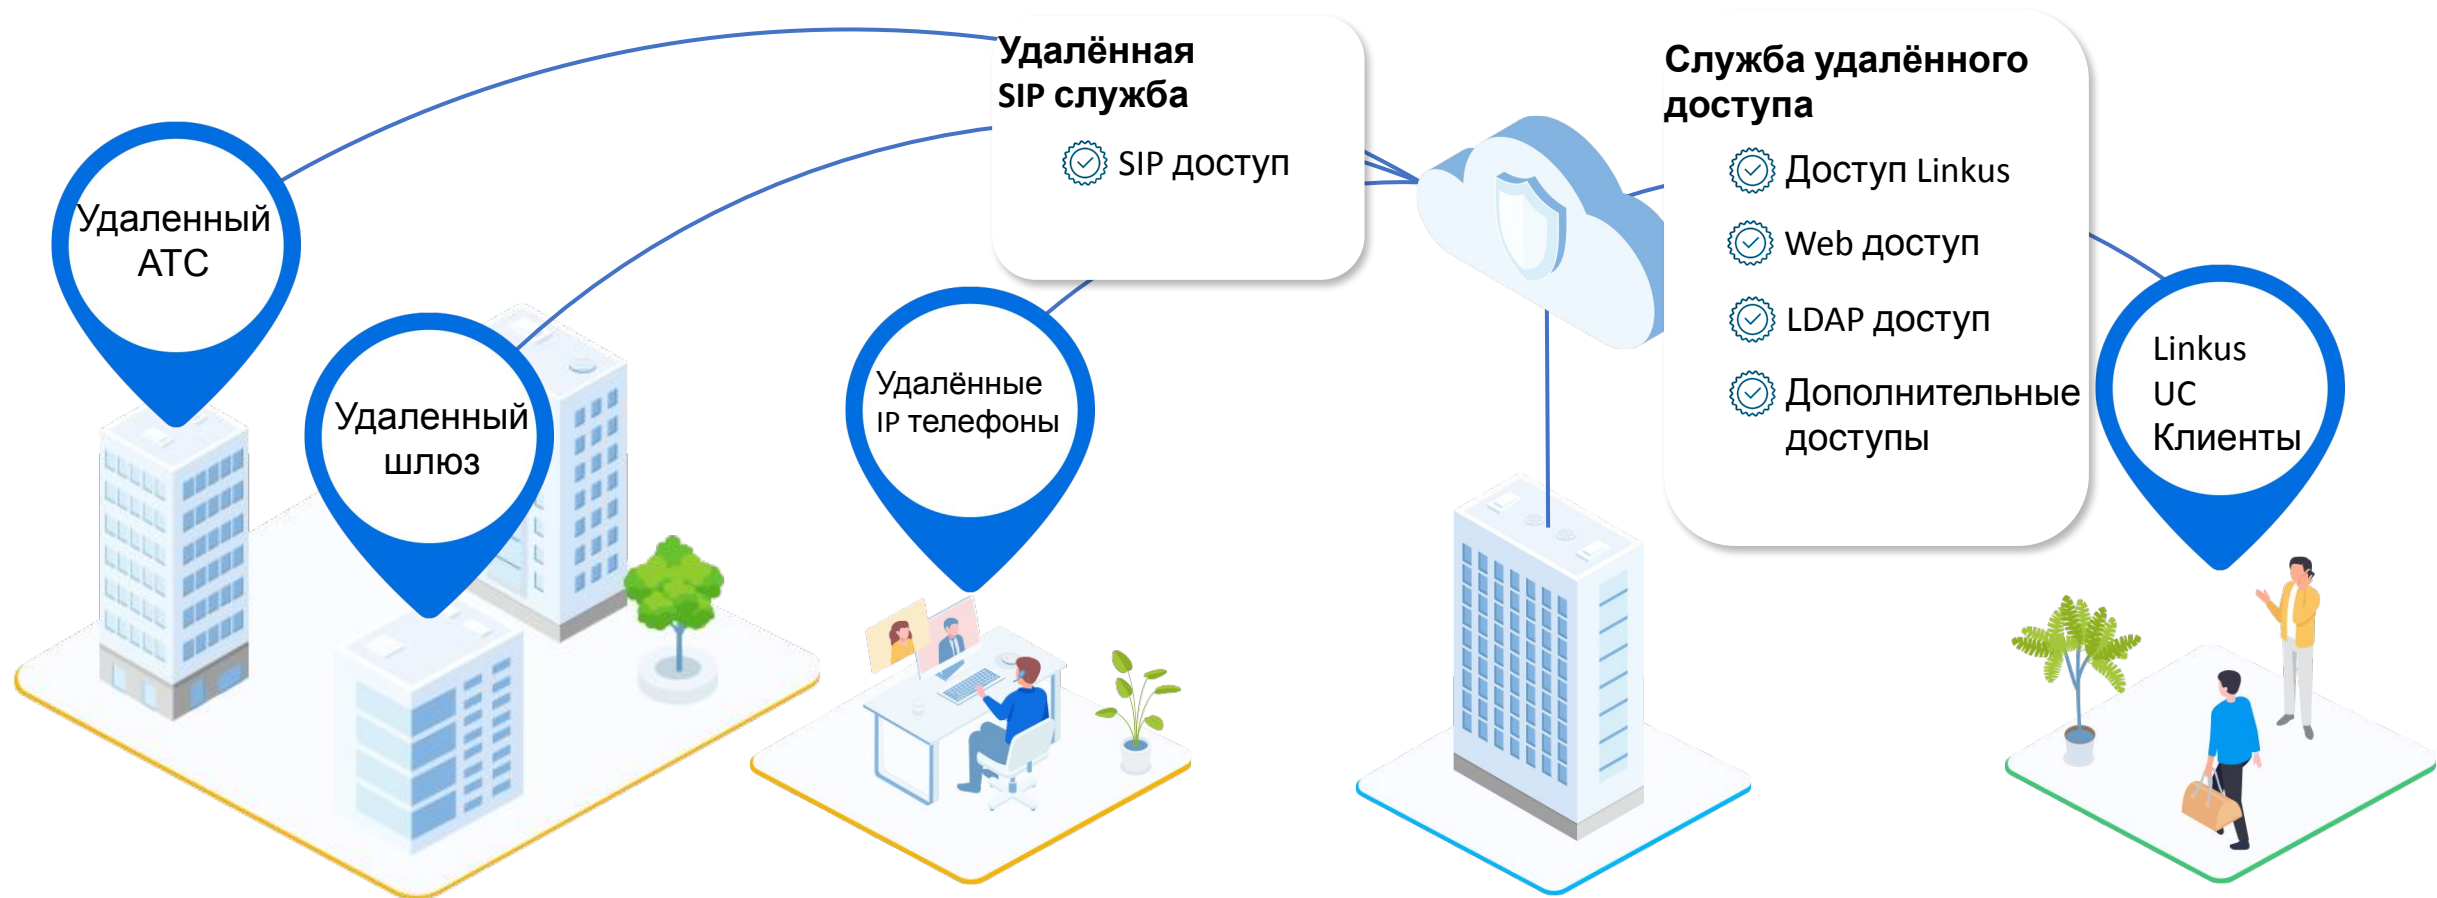 Удалённая
SIP служба
SIP доступ
Служба удалённого
доступа
Доступ Linkus
Web доступ
LDAP доступ
Дополнительные
доступы
Удаленный
АТС
Удаленный
шлюз
Удалённые
IP телефоны
Linkus
UC
Клиенты